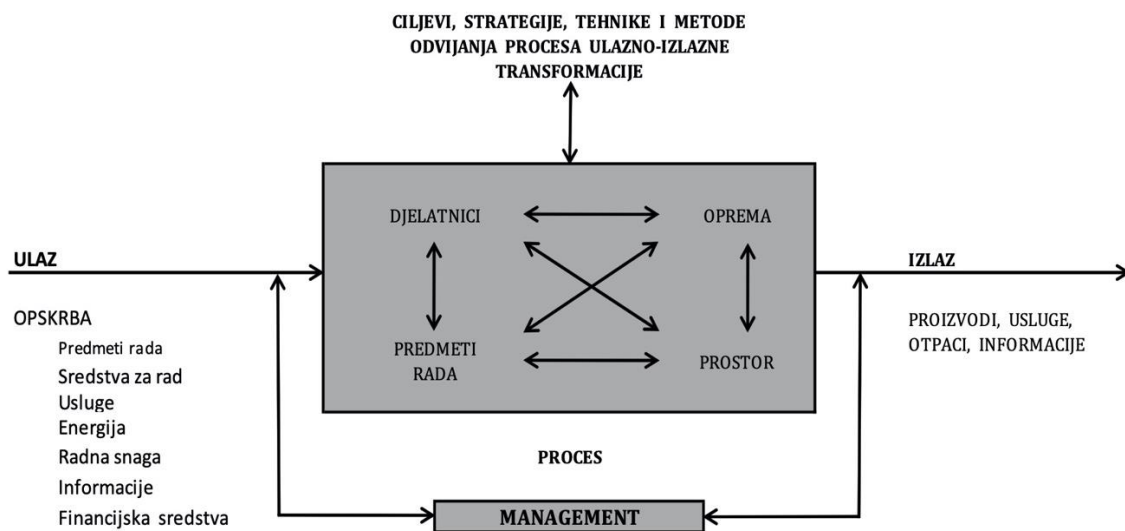 CILJEVI, STRATEGIJE, TEHNIKE I METODE
ODVIJANJA PROCESA ULAZNO-IZLAZNE
TRANSFORMACIJE
DJELATNICI
OPREMA
ULAZ
IZLAZ
OPSKRBA
Predmeti rada
Sredstva za rad
Usluge
Energija
Radna snaga
Informacije
Financijska sredstva
PREDMETI
RADA
PROSTOR
PROIZVODI, USLUGE,
OTPACI, INFORMACIJE
PROCES
MANAGEMENT